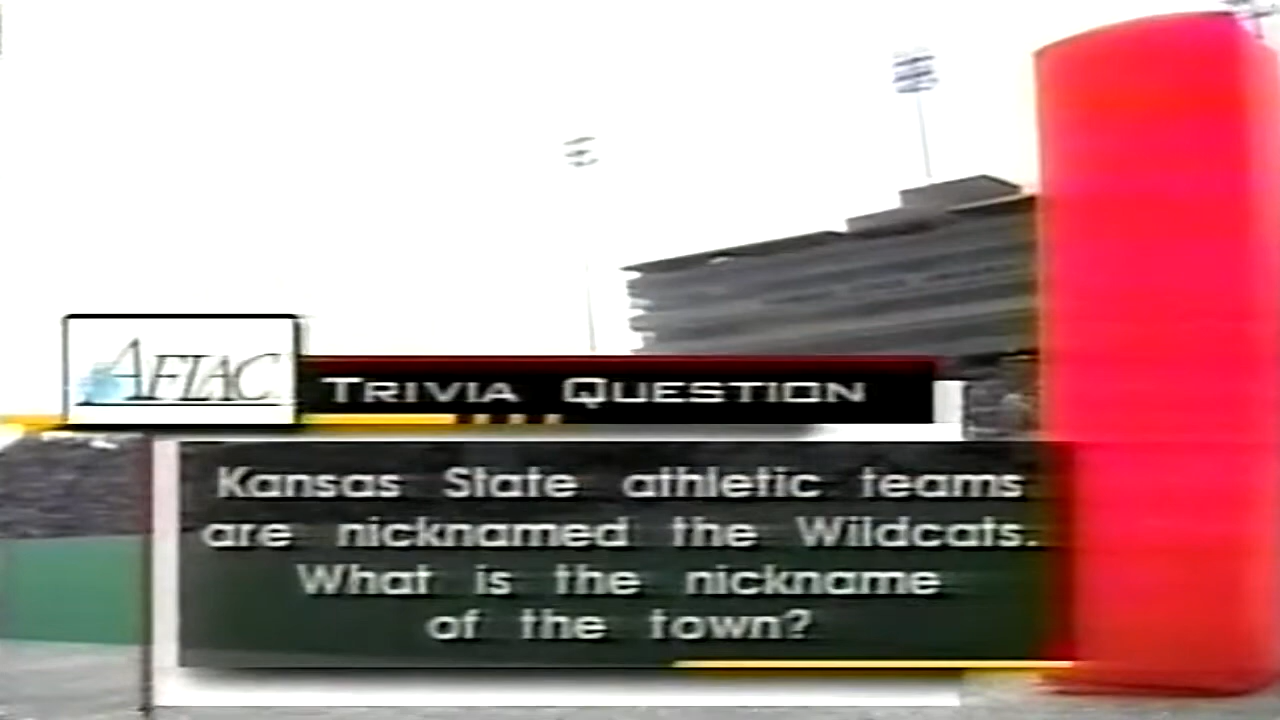 AFLAC
TRIVIA QUESTION
Kansas State athletic teams
are nicknamed the Wildcats.
What is the nickname
of the town?